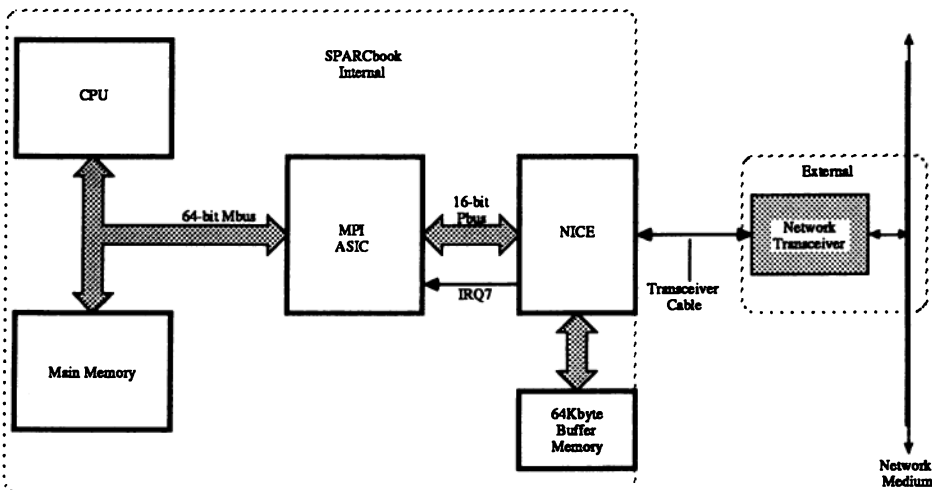 SPARCbook
Internal
CPU
External
64-bit Mbus
16-bit
Pbus
MPI
ASIC
NICE
Network
Transceiver
IRQ7
Transceiver
Cable
Main Memory
64Kbyte
Buffer
Memory
Network
Medium